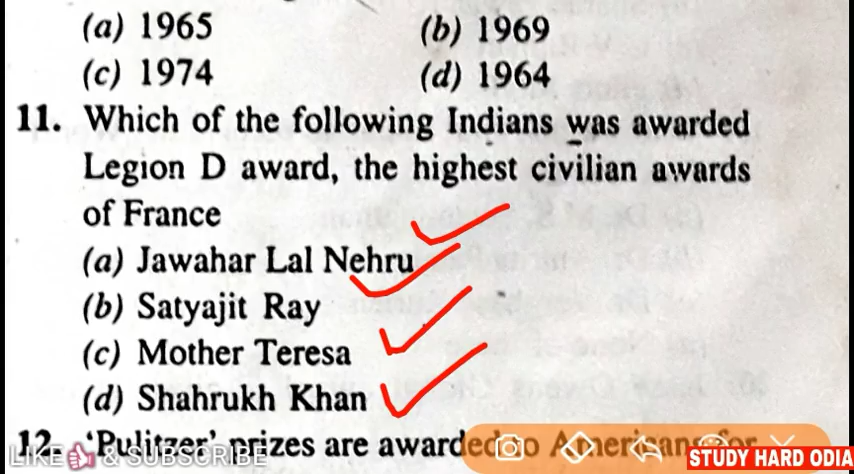 (a) 1965 (b) 1969
(c) 1974 (d) 1964
11. Which of the following Indians was awarded
Legion D award, the highest civilian awards
of France
(a) Jawahar Lal Nehru
(b) Satyajit Ray
(c) Mother Teresa
(d) Shahrukh Khan
12. 'Pulitzer' prizes are awarded to Americans for
LIKE & SUBSCRIBE
STUDY HARD ODIA